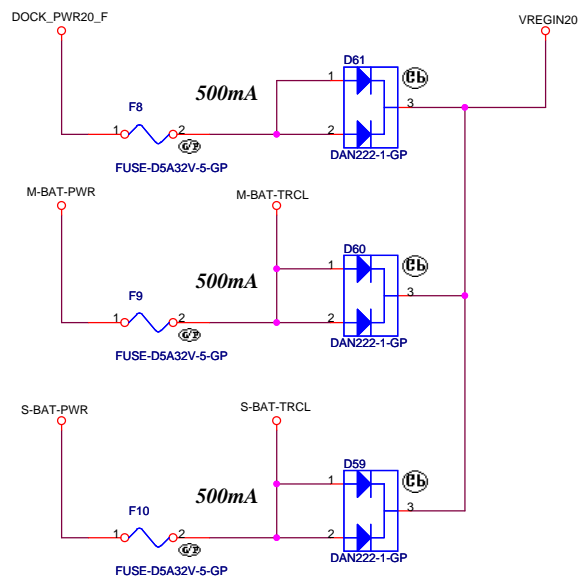 DOCK_PWR20_F
VREGIN20
D61
F8
500mA
1
3
1
2
2
FUSE-D5A32V-5-GP
DAN222-1-GP
M-BAT-PWR
M-BAT-TRCL
D60
F9
500mA
1
3
1
2
2
FUSE-D5A32V-5-GP
DAN222-1-GP
S-BAT-PWR
S-BAT-TRCL
D59
F10
500mA
1
3
1
2
2
FUSE-D5A32V-5-GP
DAN222-1-GP